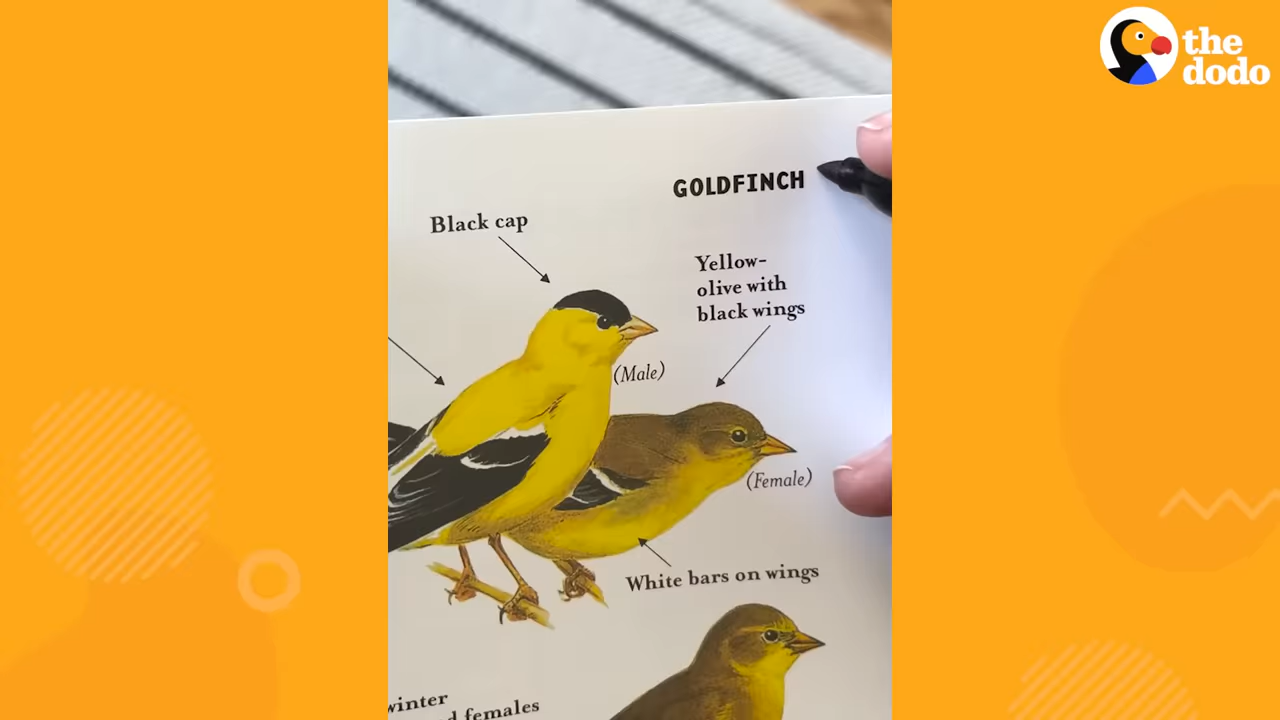 the
dodo
GOLDFINCH
Black cap
Yellow-
olive with
black wings
(Male)
(Female)
White bars on wings
winter
females